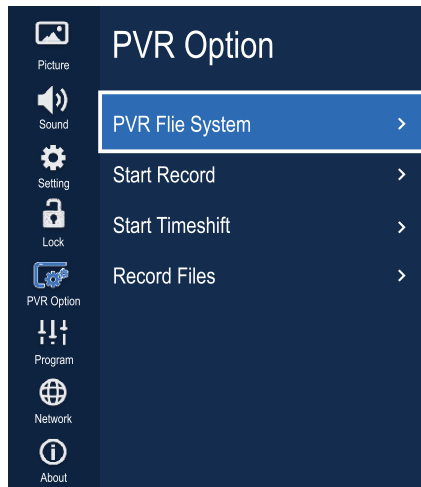 Picture
PVR Option
Sound
PVR Flie System
Setting
Start Record
Lock
Start Timeshift
PVR Option
Record Files
Program
Network
About